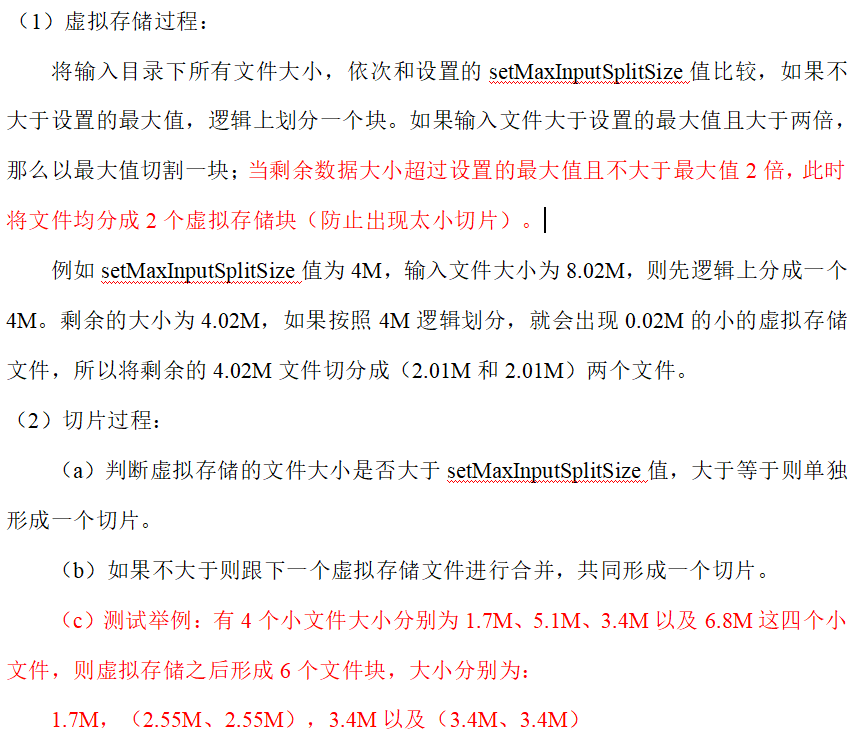 （1）虚拟存储过程：
将输入目录下所有文件大小，依次和设置的 setMaxInputSplitSize 值比较，如果不
大于设置的最大值，逻辑上划分一个块。如果输入文件大于设置的最大值且大于两倍，
那么以最大值切割一块；当剩余数据大小超过设置的最大值且不大于最大值 2 倍，此时
将文件均分成 2 个虚拟存储块（防止出现太小切片）。
例如 setMaxInputSplitSize 值为 4M，输入文件大小为 8.02M，则先逻辑上分成一个
4M。剩余的大小为 4.02M，如果按照 4M 逻辑划分，就会出现 0.02M 的小的虚拟存储
文件，所以将剩余的 4.02M 文件切分成（2.01M 和 2.01M）两个文件。
（2）切片过程：
（a）判断虚拟存储的文件大小是否大于 setMaxInputSplitSize 值，大于等于则单独
形成一个切片。
（b）如果不大于则跟下一个虚拟存储文件进行合并，共同形成一个切片。
（c）测试举例：有 4 个小文件大小分别为 1.7M、5.1M、3.4M 以及 6.8M 这四个小
文件，则虚拟存储之后形成 6 个文件块，大小分别为：
1.7M，（2.55M、2.55M），3.4M 以及（3.4M、3.4M）